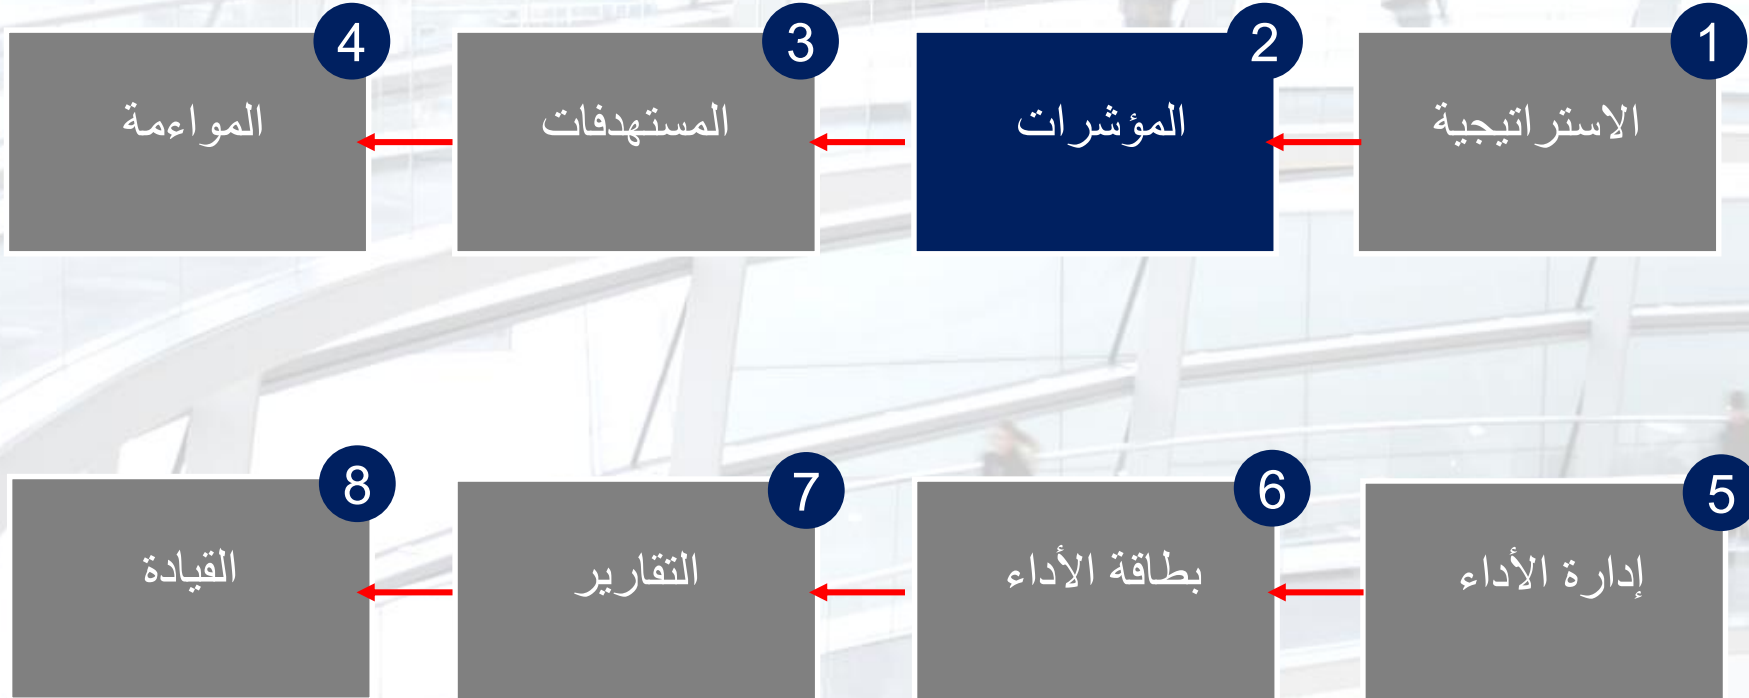 1
الاستراتيجية
2
المؤشرات
3
المستهدفات
4
المواءمة
5
إدارة الأداء
6
بطاقة الأداء
7
التقارير
8
القيادة